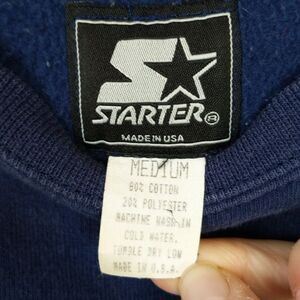 STARTER®
MADE IN USA
MEDIUM
80% COTTON
20% POLYESTER
MACHINE WASH IN
COLD WATER.
TUMBLE DRY LOW
MADE IN U.S.A.